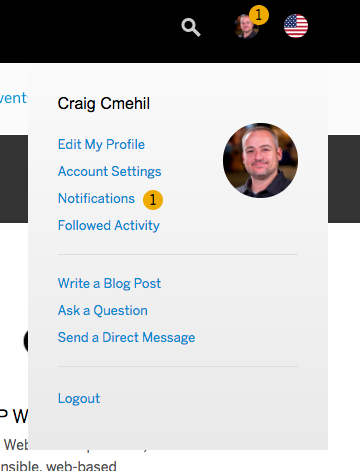 1
vent
Craig Cmehil
Edit My Profile
Account Settings
Notifications 1
Followed Activity
Write a Blog Post
Ask a Question
Send a Direct Message
Logout
P W
Web
nsible, web-based